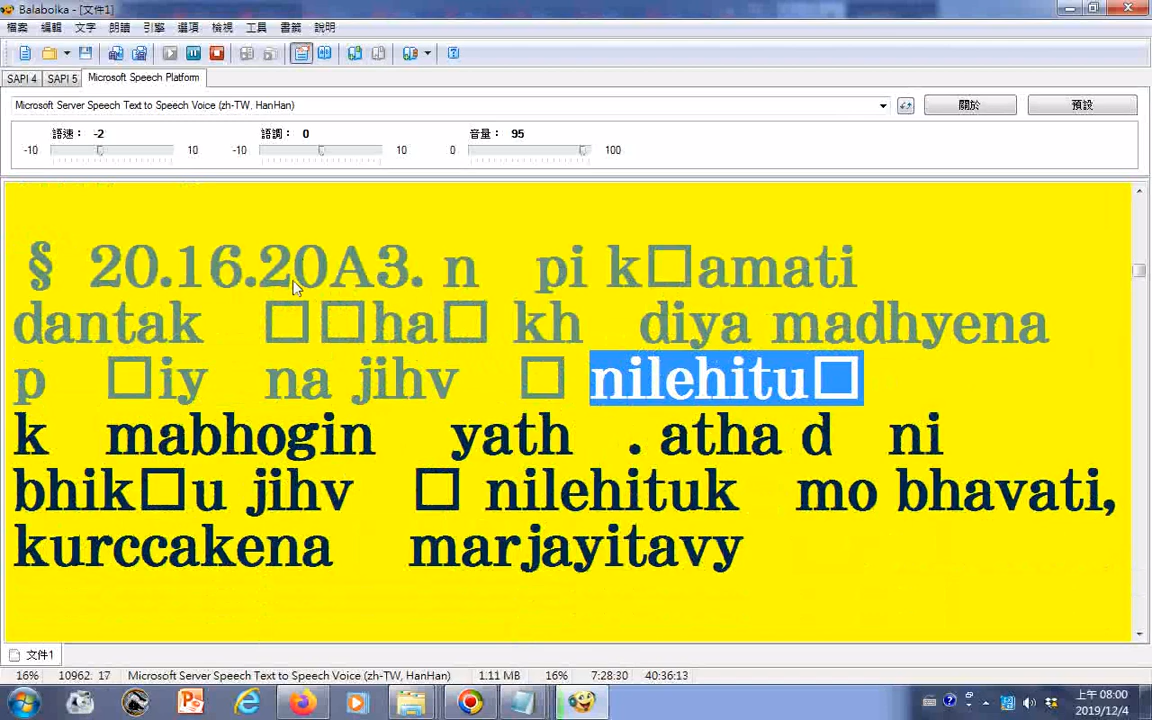 Balabolka - [文件1]
檔案 編輯 文字 朗讀 引擎 選項 檢視 工具 書籤 說明
SAPI 4 SAPI 5 Microsoft Speech Platform
Microsoft Server Speech Text to Speech Voice (zh-TW, HanHan) 關於 預設
語速： -2 語調： 0 音量： 95
-10 10 -10 10 0 100
§ 20.16.20A3. n pi k□amati
dantak □□ha□ kh diya madhyena
p □iy na jihv □ nilehitu□
k mabhogin yath . atha d ni
bhik□u jihv □ nilehituk mo bhavati,
kurccakena marjayitavy
文件1
16% 10962: 17 Microsoft Server Speech Text to Speech Voice (zh-TW, HanHan) 1.11 MB 16% 7:28:30 40:36:13
上午 08:00
2019/12/4